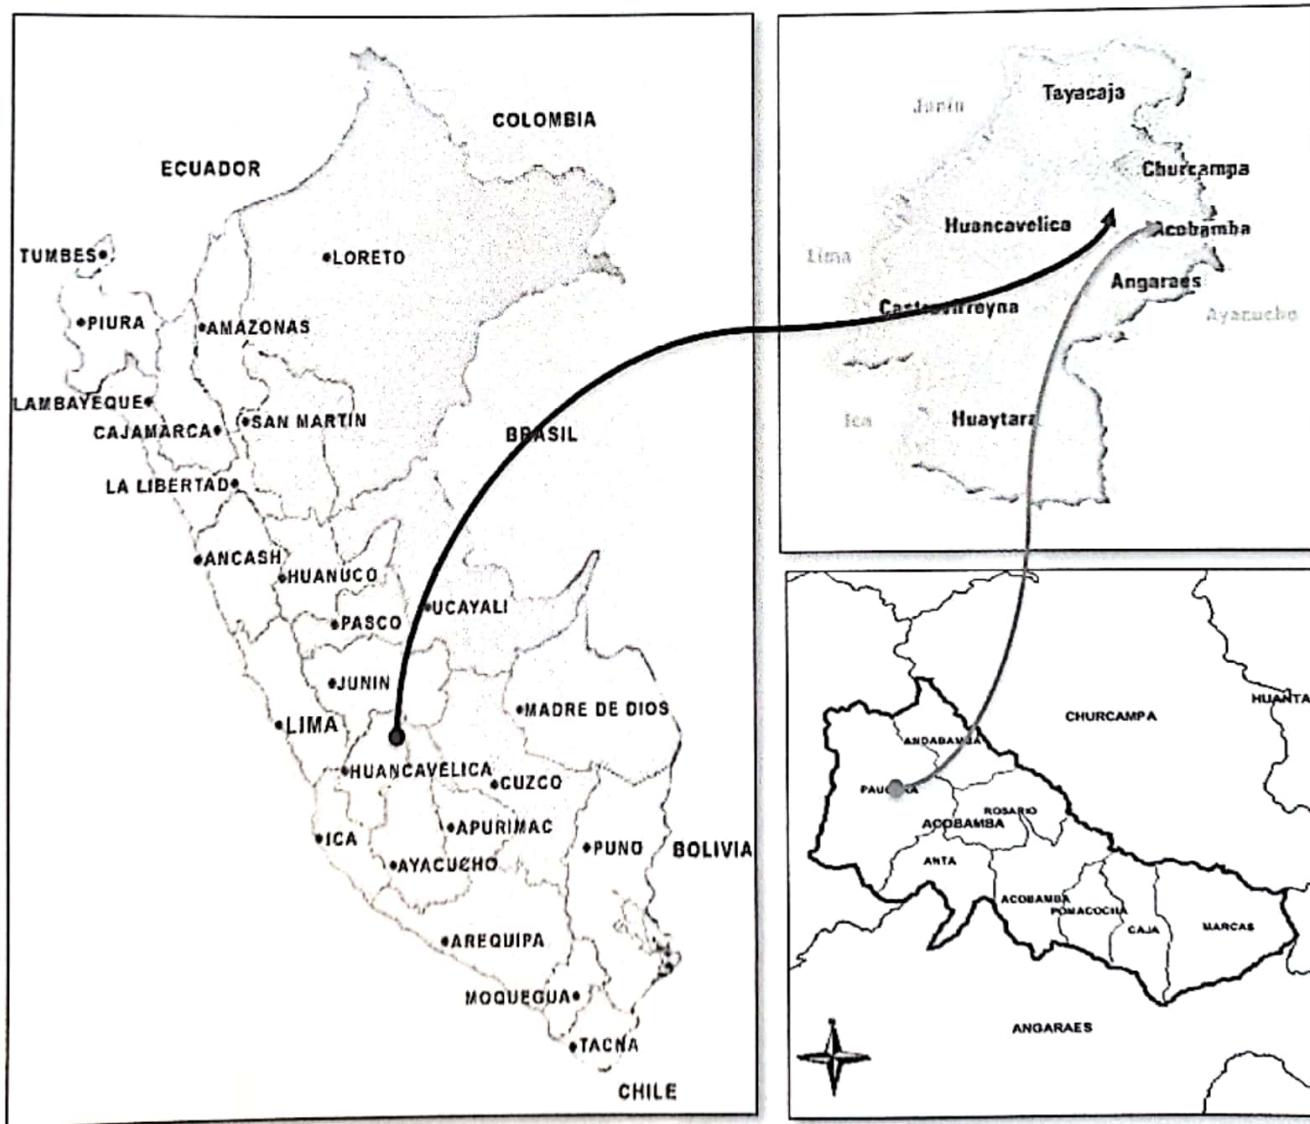 COLOMBIA
ECUADOR
TUMBES
LORETO
PIURA
AMAZONAS
LAMBAYEQUE
CAJAMARCA
SAN MARTIN
BRASIL
LA LIBERTAD
ANCASH
HUANUCO
PASCO
UCAYALI
JUNIN
LIMA
MADRE DE DIOS
HUANCAVELICA
CUZCO
ICA
APURIMAC
PUNO
BOLIVIA
AYACUCHO
AREQUIPA
MOQUEGUA
TACNA
CHILE
Tayacaja
Junín
Churcampa
Huancavelica
Acobamba
Lima
Angaraes
Castrovirreyna
Ayacucho
Ica
Huaytara
HUANTA
CHURCAMPA
ANDABAMBA
PAUCARA
ROSARIO
ACOBAMBA
ANTA
ACOBAMBA
POMACOCHA
CAJA
MARCAS
ANGARAES